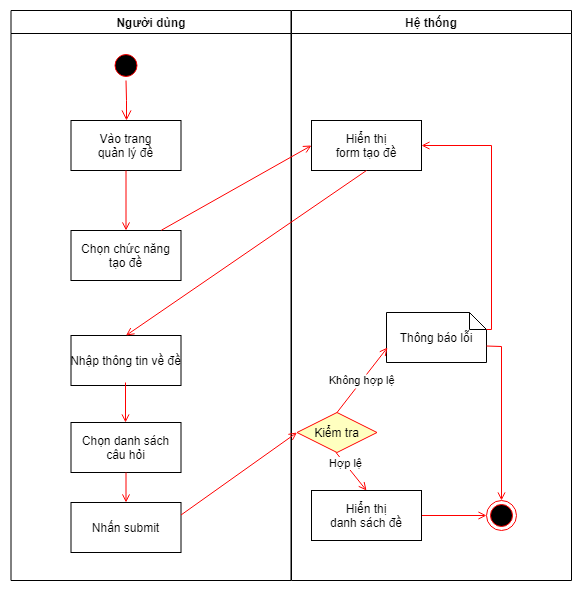 Người dùng
Hệ thống
Vào trang
quản lý đề
Hiển thị
form tạo đề
Chọn chức năng
tạo đề
Nhập thông tin về đề
Thông báo lỗi
Không hợp lệ
Chọn danh sách
câu hỏi
Kiểm tra
Hợp lệ
Nhấn submit
Hiển thị
danh sách đề